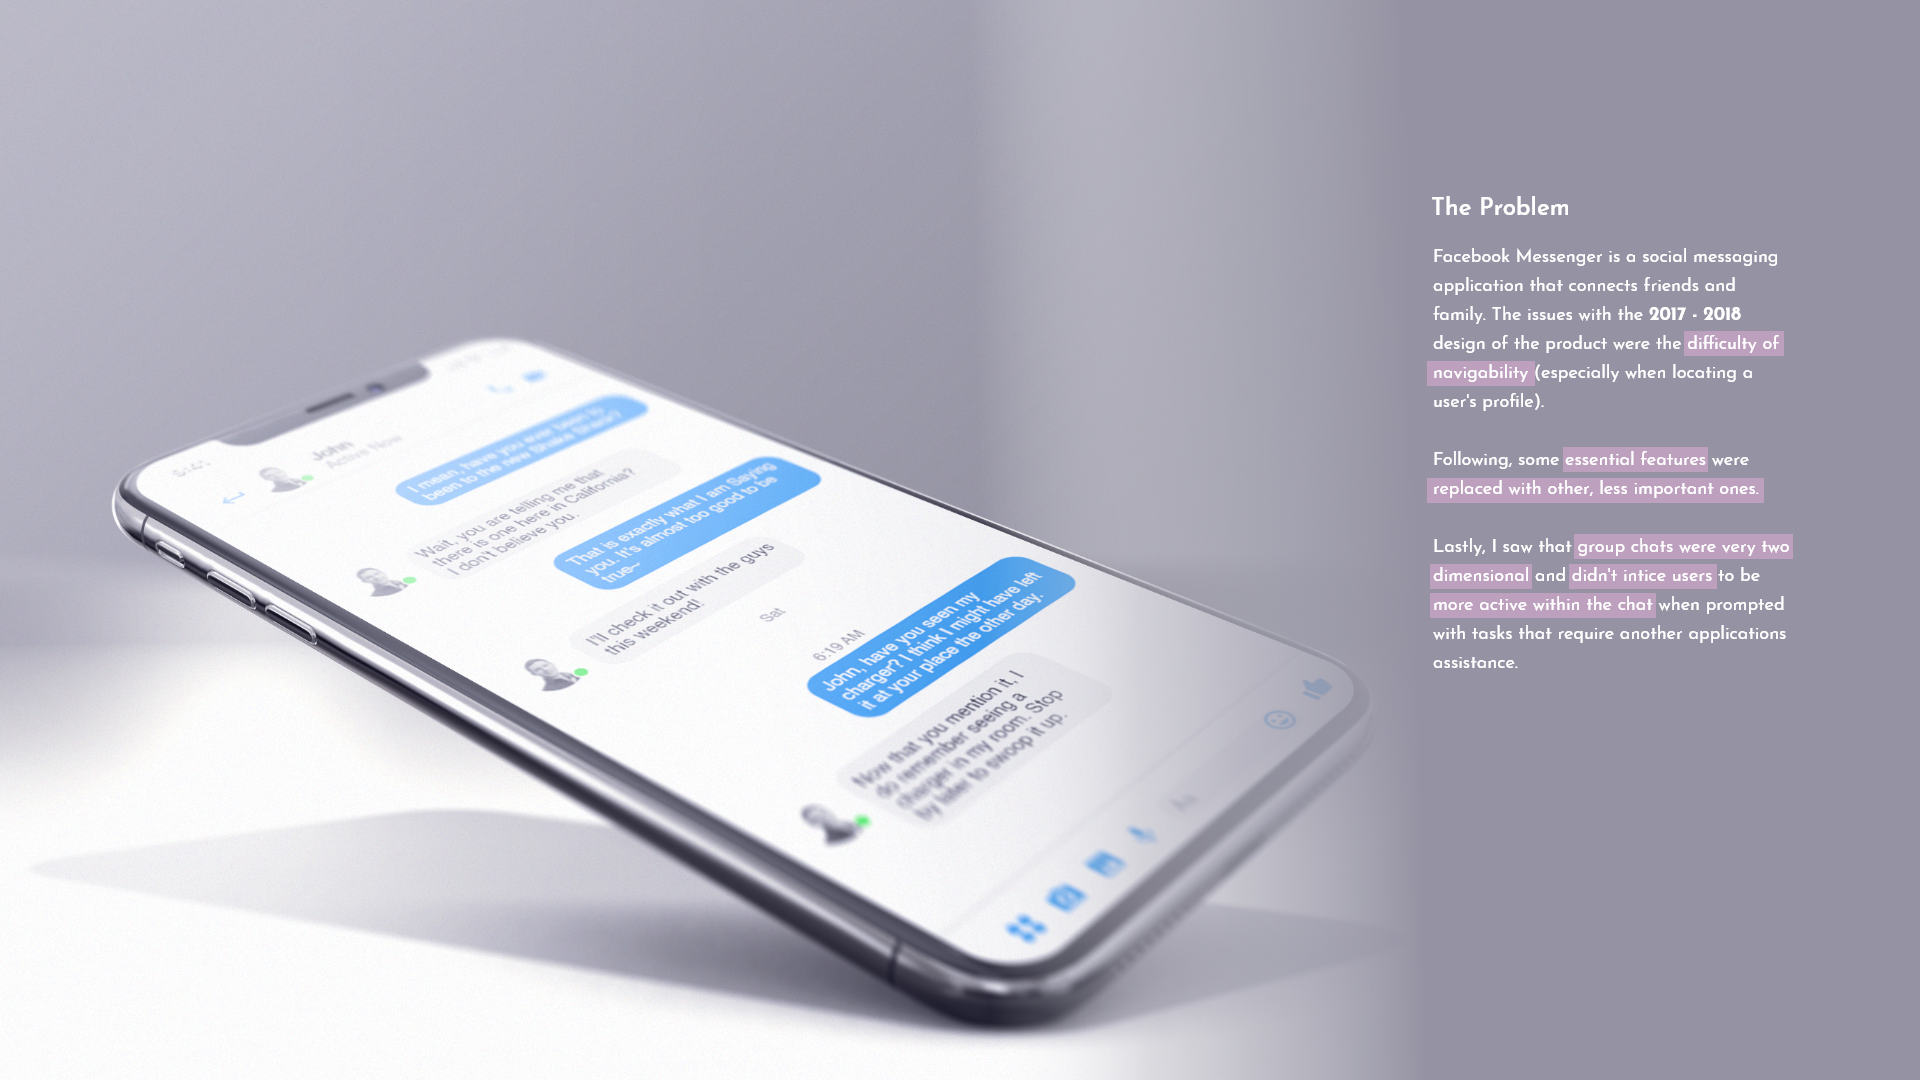 John
Active Now
I mean, have you ever been to
been to the new Shake Shack?
Wait, you are telling me that
there is one here in California?
I don't believe you.
That is exactly what I am Saying
you. It's almost too good to be
true~
I'll check it out with the guys
this weekend!
Sat
6:19 AM
John, have you seen my
charger? I think I might have left
it at your place the other day.
Now that you mention it, I
do remember seeing a
charger in my room. Stop
by later to swoop it up.
Aa
The Problem
Facebook Messenger is a social messaging
application that connects friends and
family. The issues with the 2017 - 2018
design of the product were the difficulty of
navigability (especially when locating a
user's profile).
Following, some essential features were
replaced with other, less important ones.
Lastly, I saw that group chats were very two
dimensional and didn't intice users to be
more active within the chat when prompted
with tasks that require another applications
assistance.